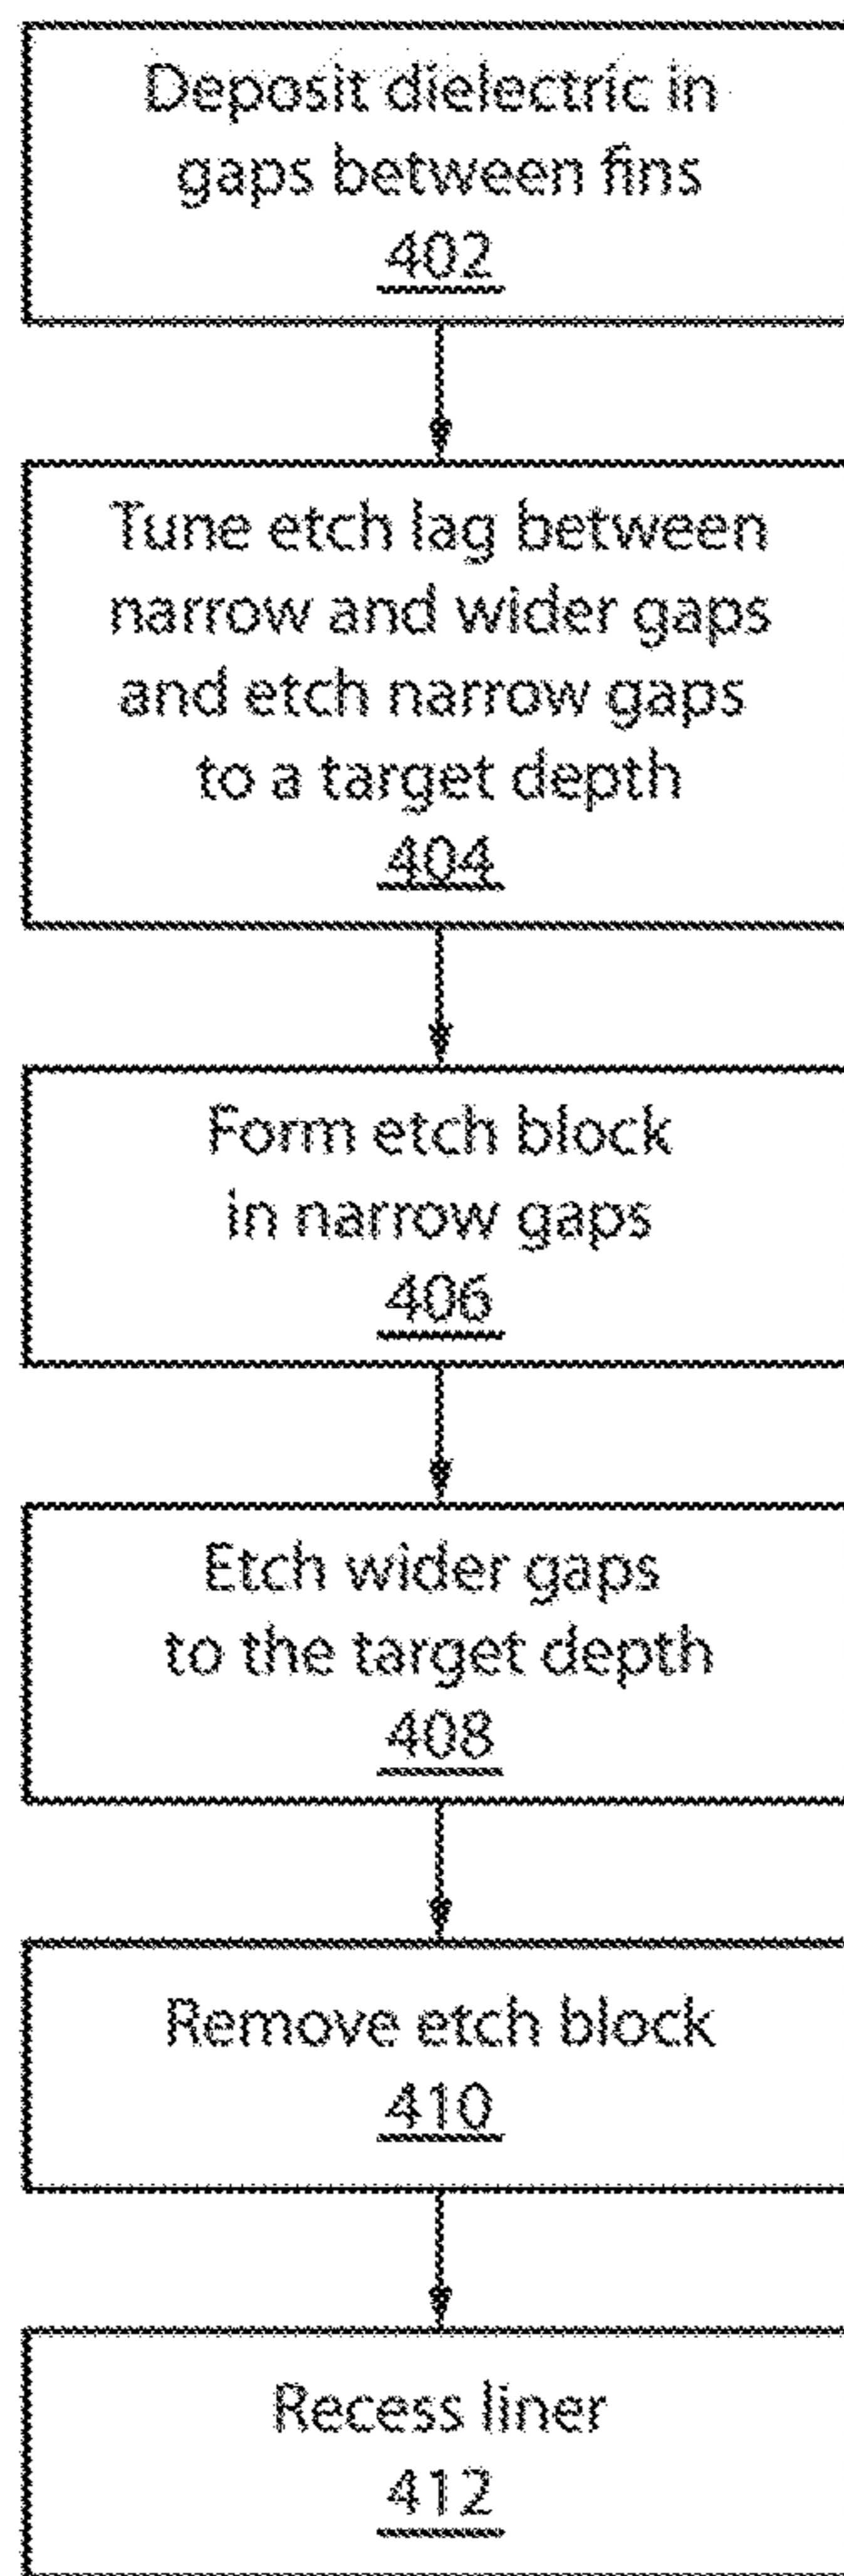 Deposit dielectric in
gaps between fins
402
Tune etch lag between
narrow and wider gaps
and etch narrow gaps
to a target depth
404
Form etch block
in narrow gaps
406
Etch wider gaps
to the target depth
408
Remove etch block
410
Recess liner
412